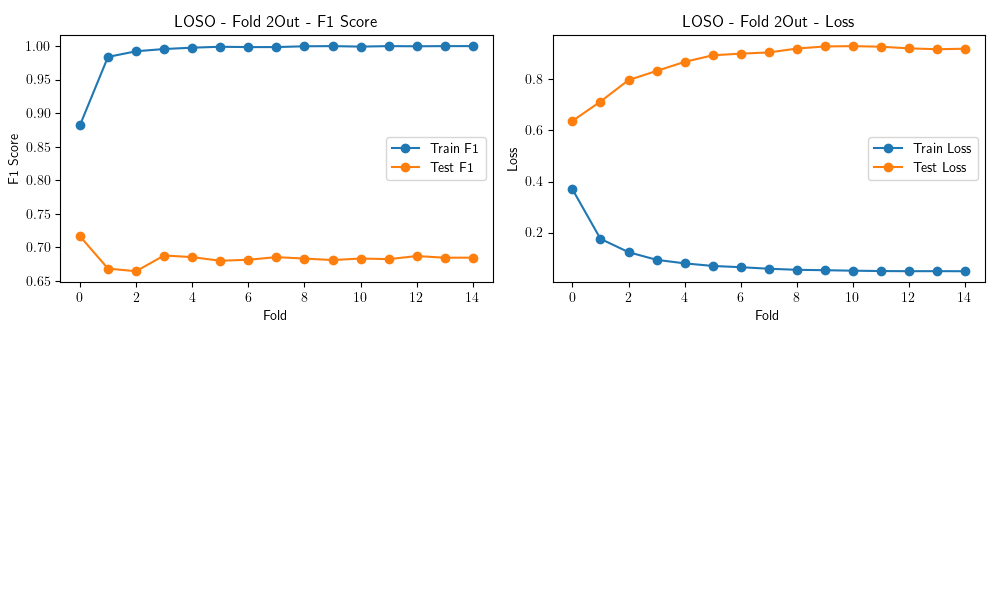 LOSO - Fold 2Out - F1 Score
F1 Score
1.00
0.95
0.90
0.85
0.80
0.75
0.70
0.65
Train F1
Test F1
0 2 4 6 8 10 12 14
Fold
LOSO - Fold 2Out - Loss
Loss
0.8
0.6
0.4
0.2
Train Loss
Test Loss
0 2 4 6 8 10 12 14
Fold